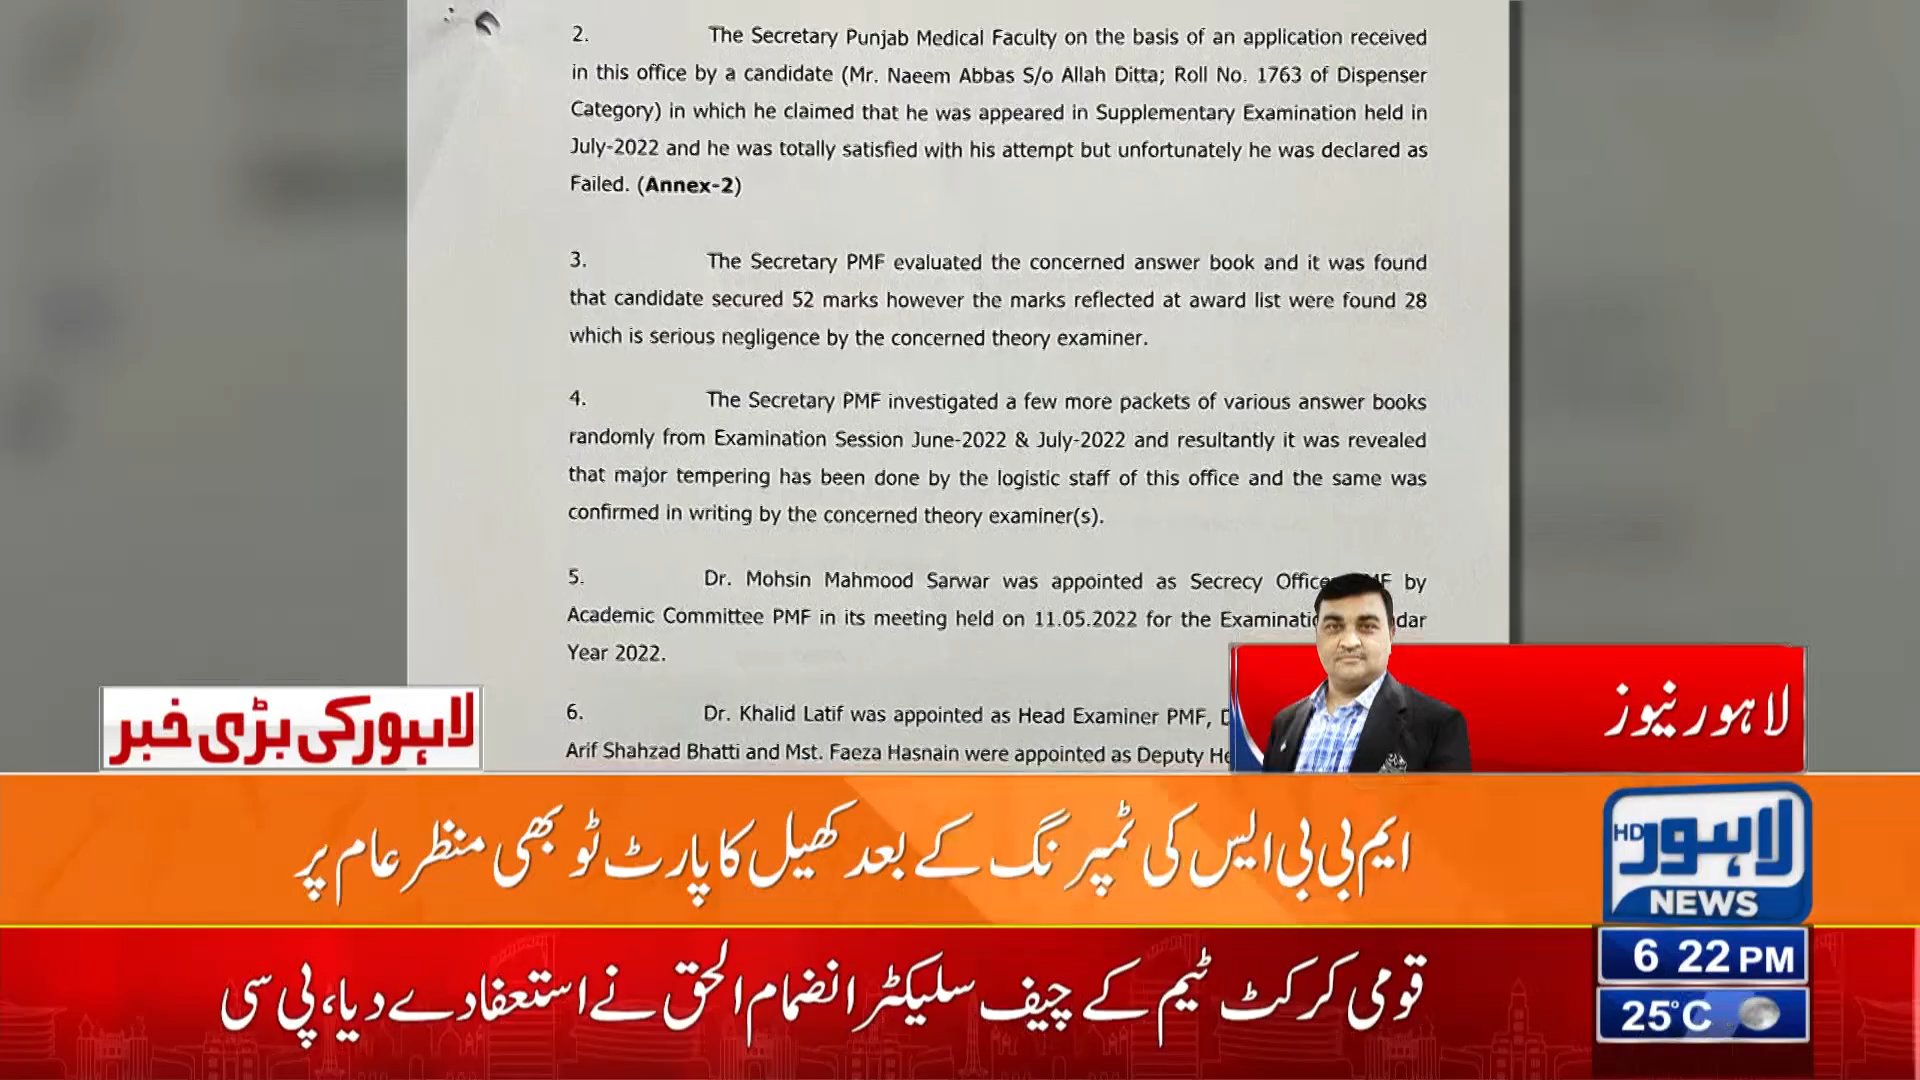 2. The Secretary Punjab Medical Faculty on the basis of an application received
in this office by a candidate (Mr. Naeem Abbas S/o Allah Ditta; Roll No. 1763 of Dispenser
Category) in which he claimed that he was appeared in Supplementary Examination held in
July-2022 and he was totally satisfied with his attempt but unfortunately he was declared as
Failed. (Annex-2)
3. The Secretary PMF evaluated the concerned answer book and it was found
that candidate secured 52 marks however the marks reflected at award list were found 28
which is serious negligence by the concerned theory examiner.
4. The Secretary PMF investigated a few more packets of various answer books
randomly from Examination Session June-2022 & July-2022 and resultantly it was revealed
that major tempering has been done by the logistic staff of this office and the same was
confirmed in writing by the concerned theory examiner(s).
5. Dr. Mohsin Mahmood Sarwar was appointed as Secrecy by
Academic Committee PMF in its meeting held on 11.05.2022 for the
Year 2022.
6. Dr. Khalid Latif was appointed as Head Examiner PMF,
Arif Shahzad Bhatti and Mst. Faeza Hasnain were appointed as Deputy
لاہور نیوز
لاہور کی بڑی خبر
ایم بی بی ایس کی ٹمپرنگ کے بعد کھیل کا پارٹ ٹو بھی منظر عام پر
لاہور
HD
NEWS
قومی کرکٹ ٹیم کے چیف سلیکٹر انضمام الحق نے استعفا دے دیا، پی سی
6 22 PM
25°C